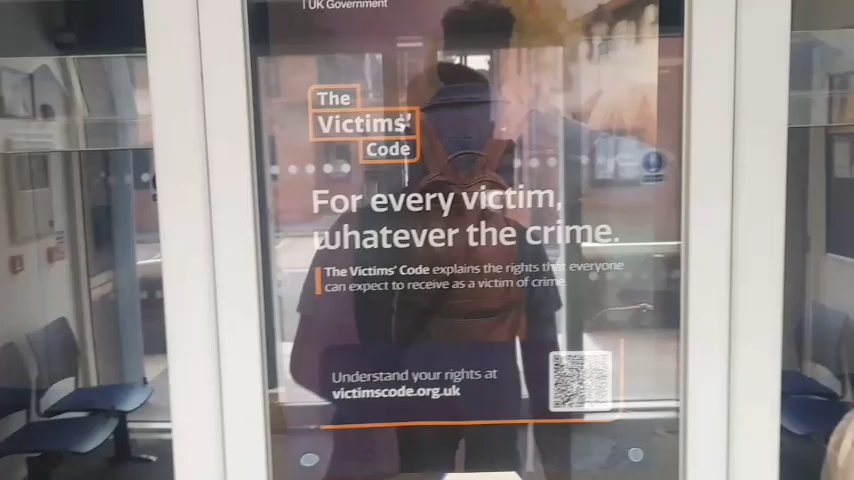 UK Government
The
Victims'
Code
For every victim,
whatever the crime.
The Victims' Code explains the rights that everyone
can expect to receive as a victim of crime.
Understand your rights at
victimscode.org.uk